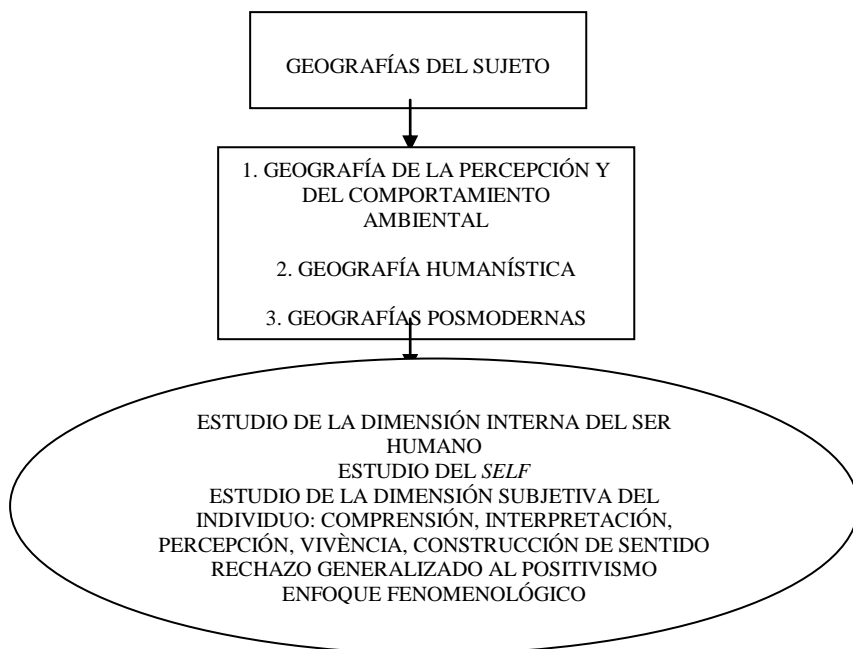 GEOGRAFÍAS DEL SUJETO
1. GEOGRAFÍA DE LA PERCEPCIÓN Y
DEL COMPORTAMIENTO
AMBIENTAL
2. GEOGRAFÍA HUMANÍSTICA
3. GEOGRAFÍAS POSMODERNAS
ESTUDIO DE LA DIMENSIÓN INTERNA DEL SER
HUMANO
ESTUDIO DEL SELF
ESTUDIO DE LA DIMENSIÓN SUBJETIVA DEL
INDIVIDUO: COMPRENSIÓN, INTERPRETACIÓN,
PERCEPCIÓN, VIVÈNCIA, CONSTRUCCIÓN DE SENTIDO
RECHAZO GENERALIZADO AL POSITIVISMO
ENFOQUE FENOMENOLÓGICO